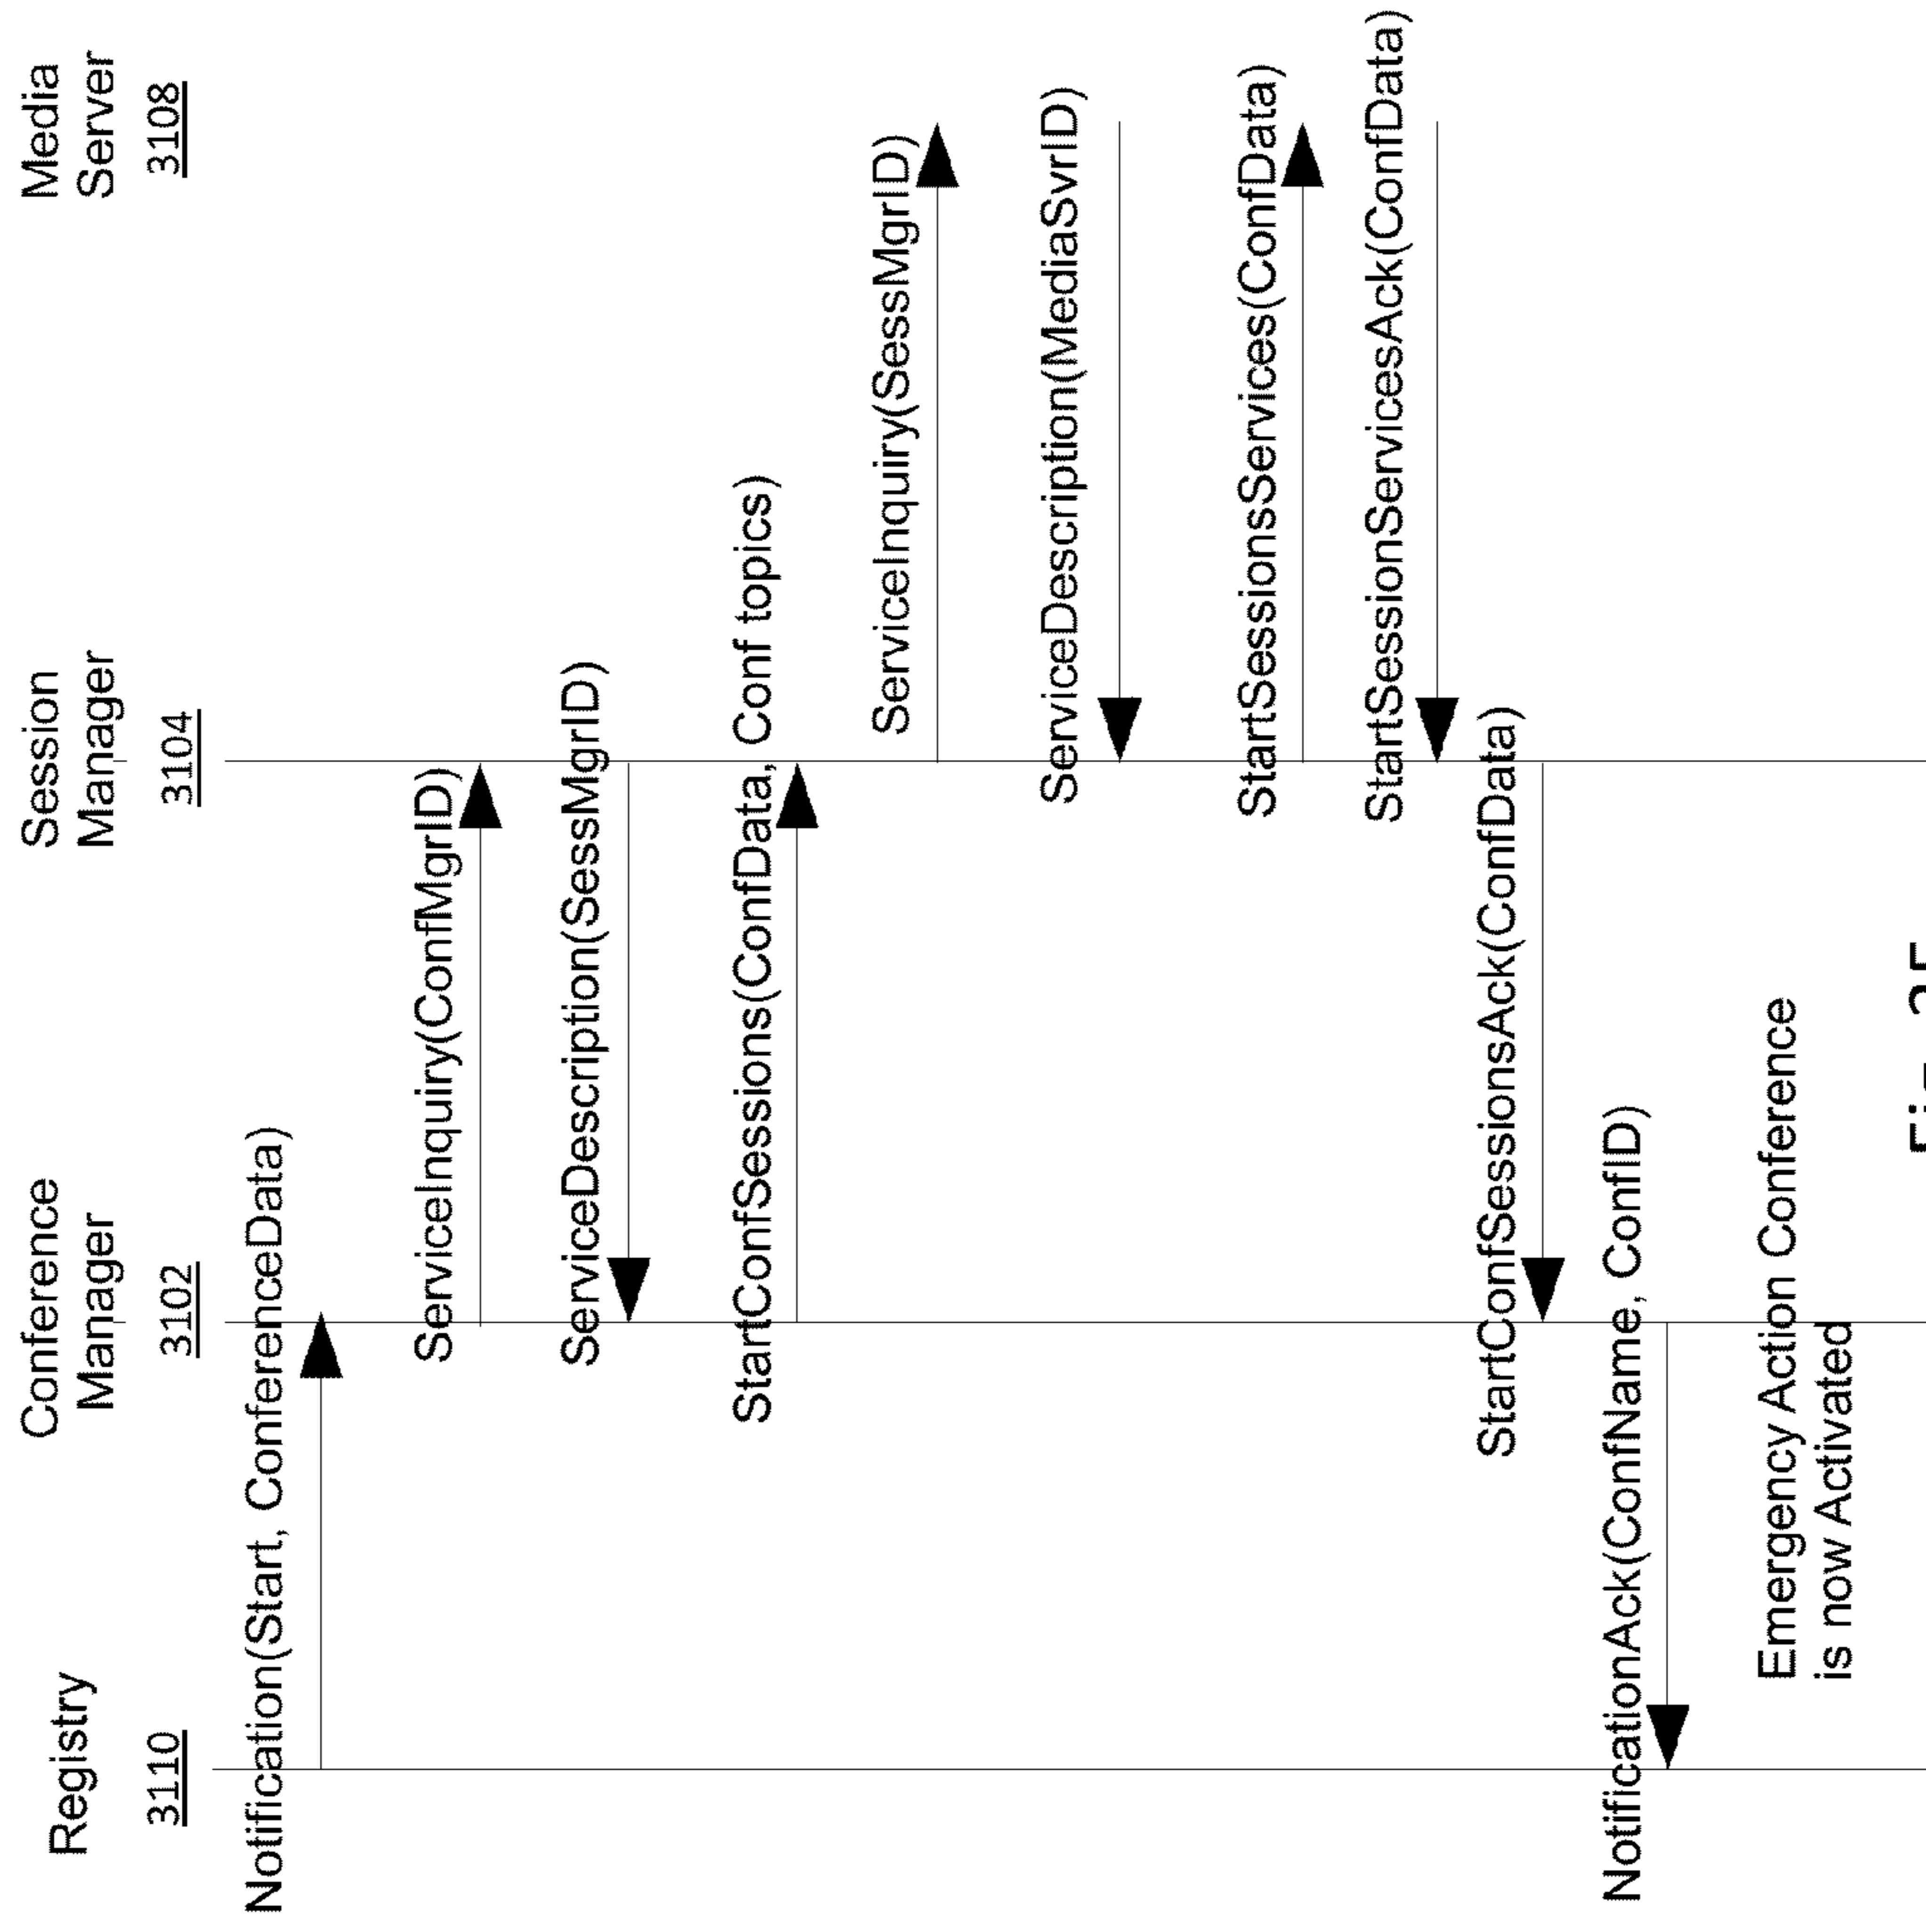 Registry
3110
Conference
Manager
3102
Session
Manager
3104
Media
Server
3108
Notification(Start, ConferenceData)
ServiceInquiry(ConfMgrID)
ServiceDescription(SessMgrID)
StartConfSessions(ConfData, Conf topics)
ServiceInquiry(SessMgrID)
ServiceDescription(MediaSvrID)
StartSessionsServices(ConfData)
StartSessionServicesAck(ConfData)
StartConfSessionsAck(ConfData)
NotificationAck(ConfName, ConfID)
Emergency Action Conference
is now Activated